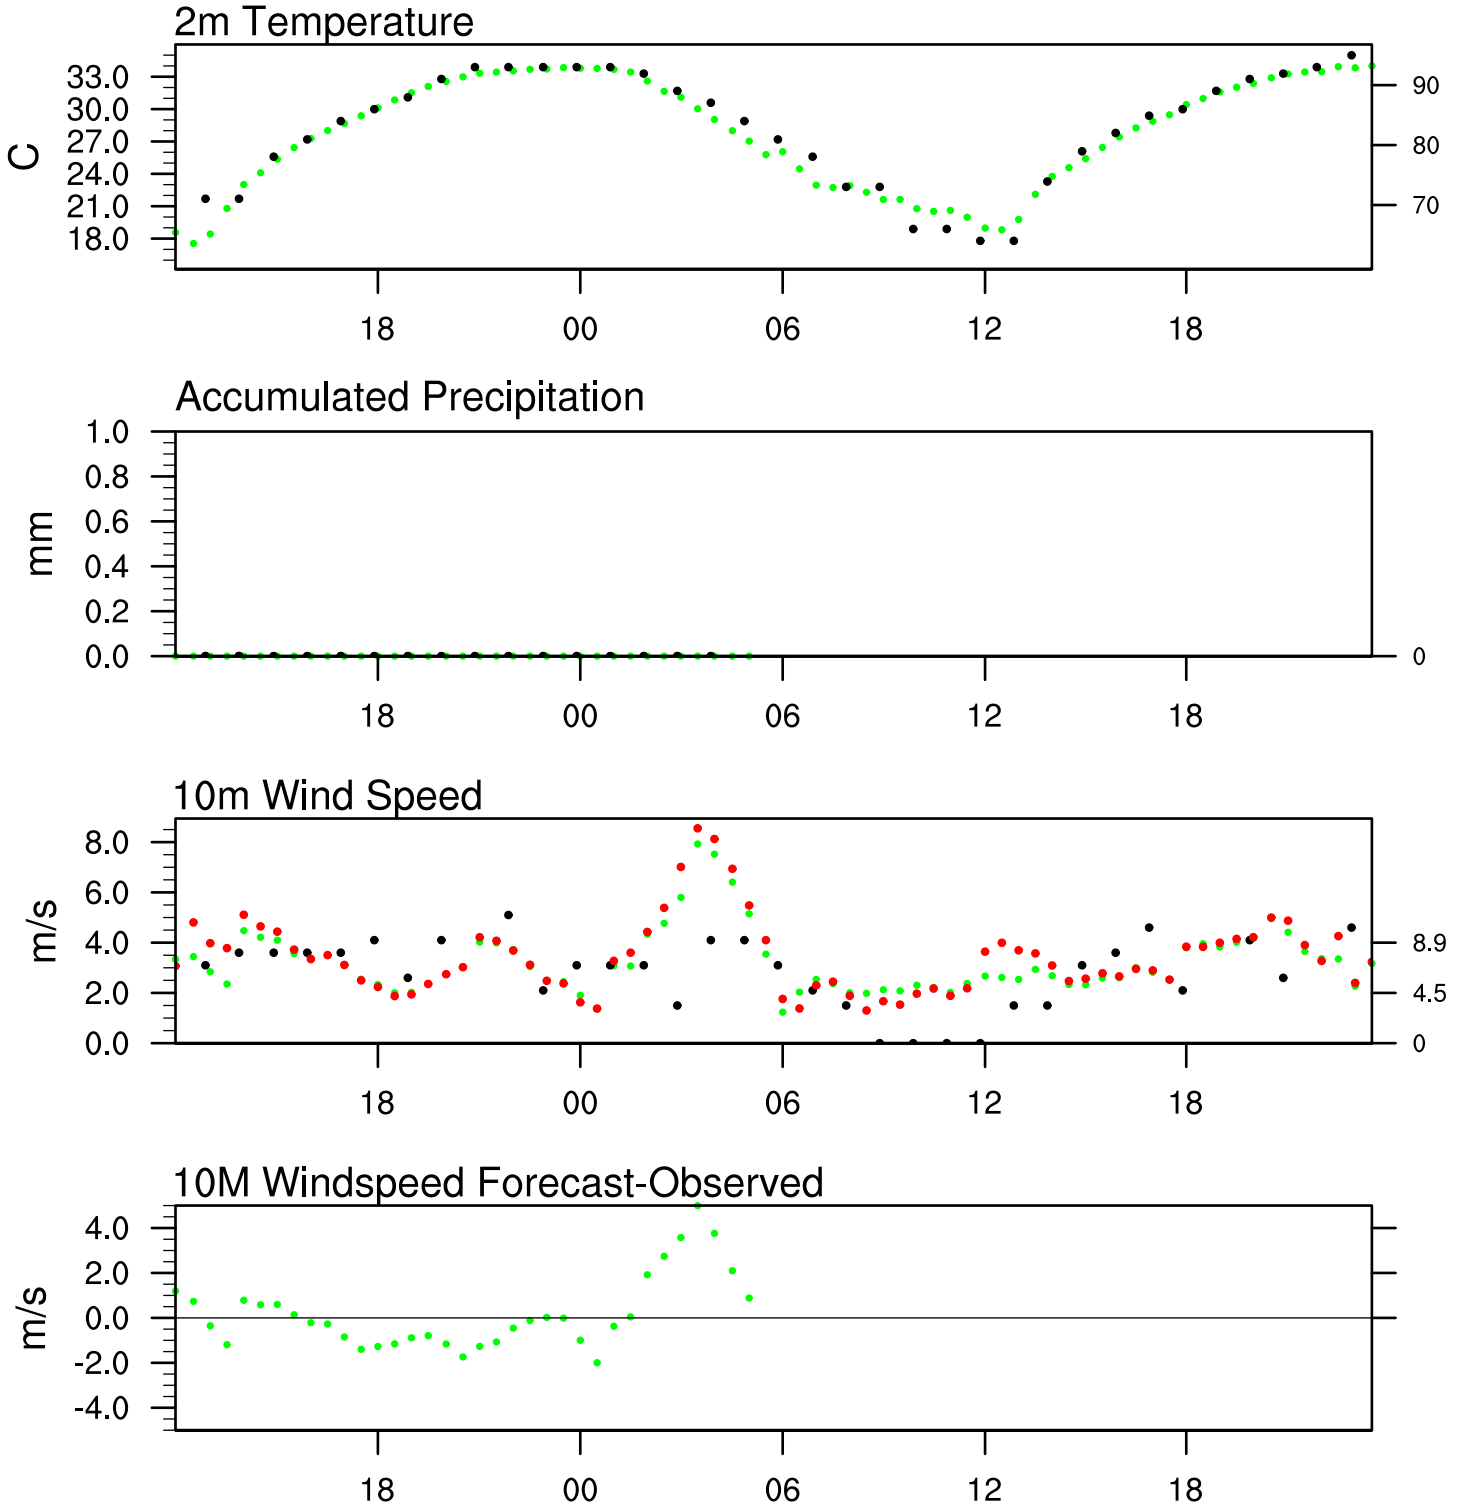 2m Temperature
33.0
30.0
27.0
24.0
21.0
18.0
C
90
80
70
18 00 06 12 18
Accumulated Precipitation
1.0
0.8
0.6
0.4
0.2
0.0
mm
0
18 00 06 12 18
10m Wind Speed
8.0
6.0
4.0
2.0
0.0
m/s
8.9
4.5
0
18 00 06 12 18
10M Windspeed Forecast-Observed
4.0
2.0
0.0
-2.0
-4.0
m/s
18 00 06 12 18